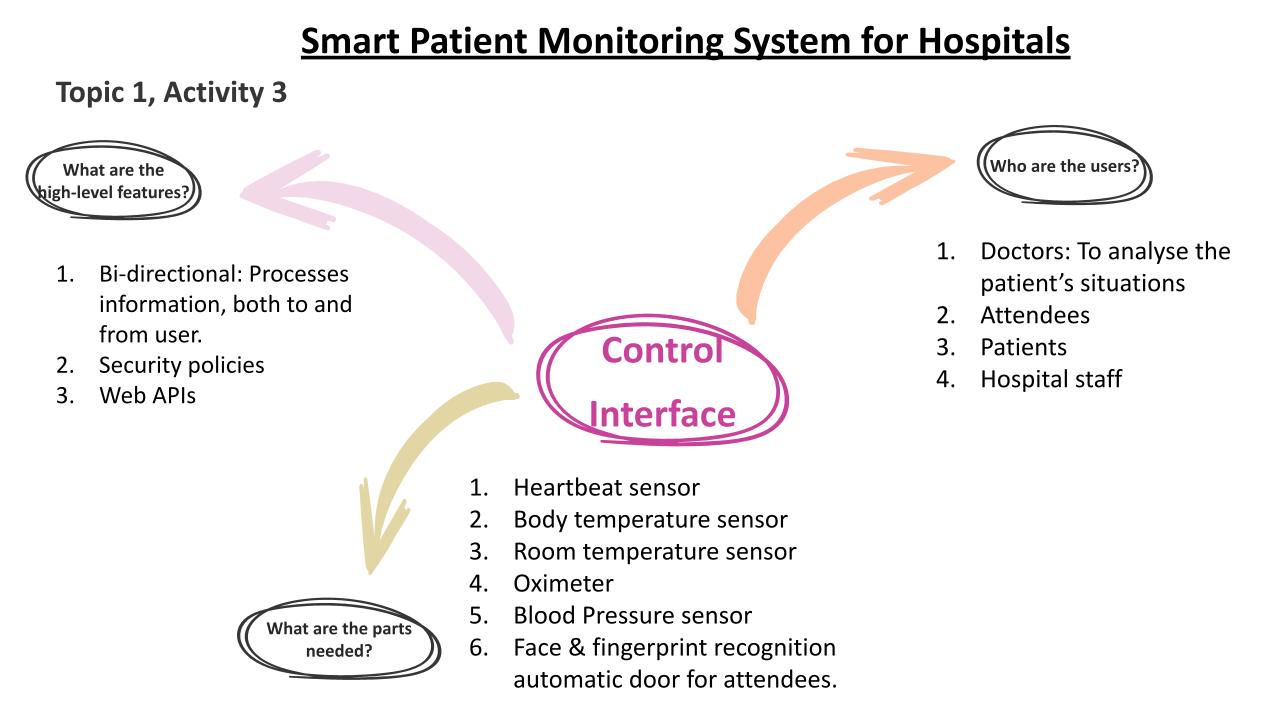 Smart Patient Monitoring System for Hospitals
Topic 1, Activity 3
What are the
high-level features?
1. Bi-directional: Processes
information, both to and
from user.
2. Security policies
3. Web APIs
Who are the users?
1. Doctors: To analyse the
patient’s situations
2. Attendees
3. Patients
4. Hospital staff
Control
Interface
What are the parts
needed?
1. Heartbeat sensor
2. Body temperature sensor
3. Room temperature sensor
4. Oximeter
5. Blood Pressure sensor
6. Face & fingerprint recognition
automatic door for attendees.